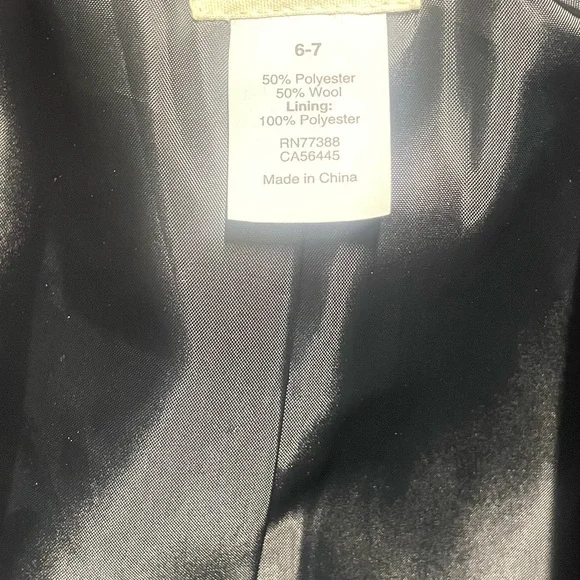 6-7
50% Polyester
50% Wool
Lining:
100% Polyester
RN77388
CA56445
Made in China